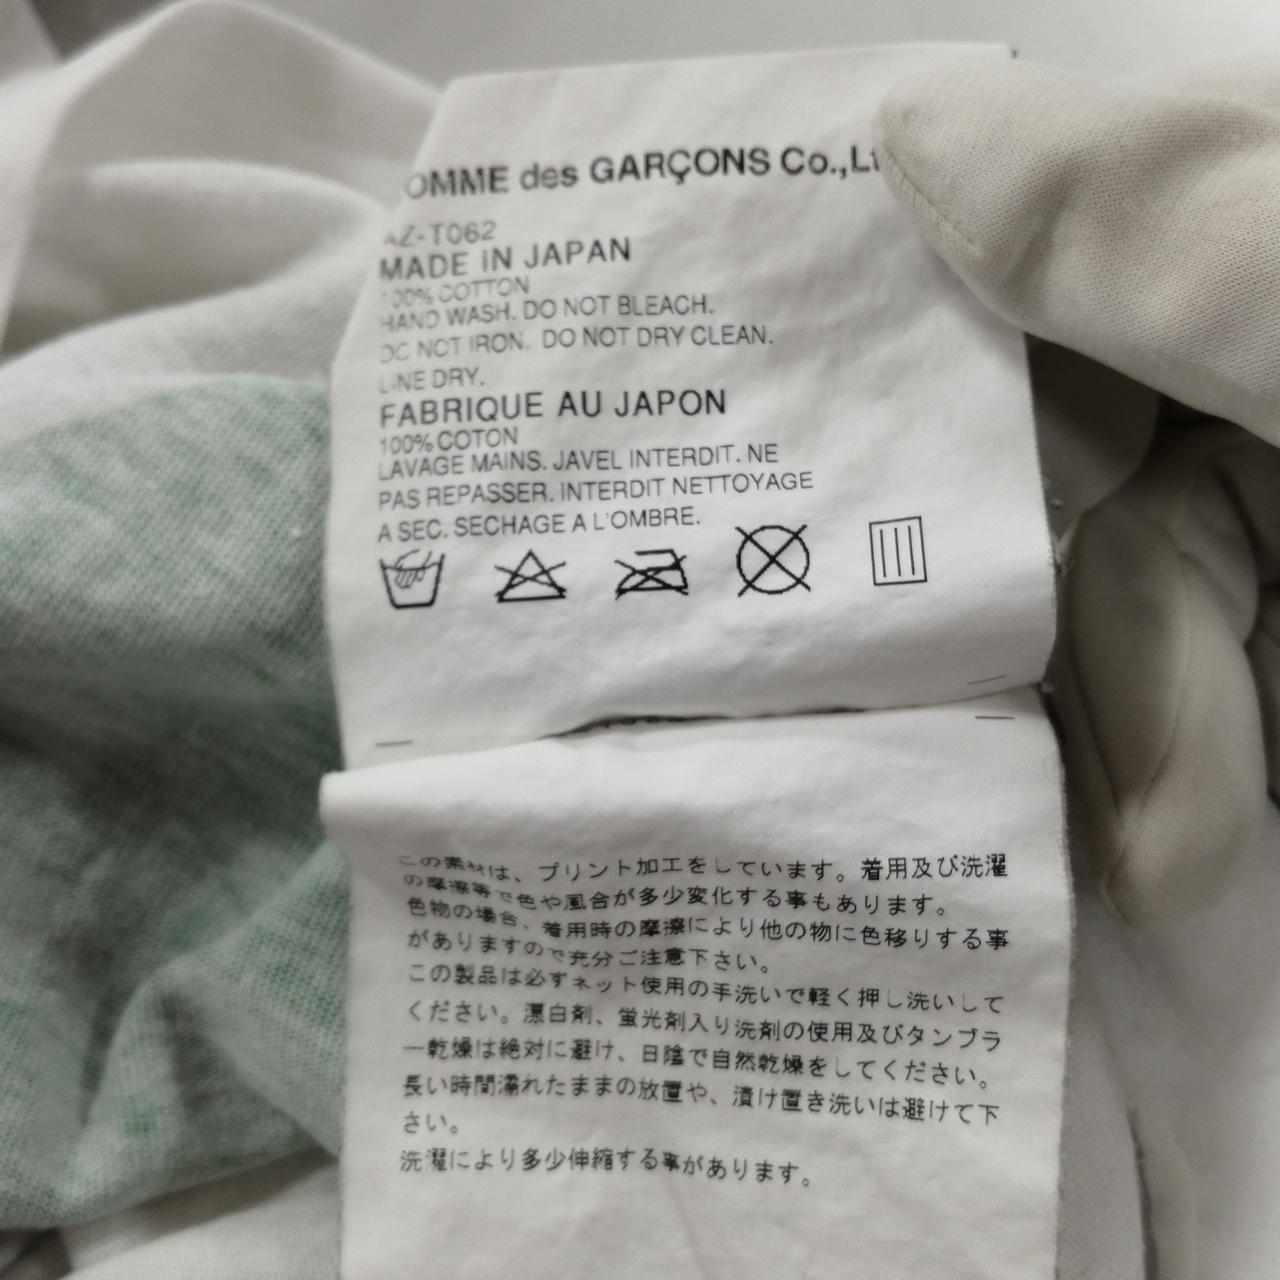 OMME des GARÇONS Co.,Lt
AZ-T062
MADE IN JAPAN
100% COTTON
HAND WASH. DO NOT BLEACH.
DO NOT IRON. DO NOT DRY CLEAN.
LINE DRY.
FABRIQUE AU JAPON
100% COTON
LAVAGE MAINS. JAVEL INTERDIT. NE
PAS REPASSER. INTERDIT NETTOYAGE
A SEC. SECHAGE A L'OMBRE.
この素材は、プリント加工をしています。着用及び洗濯
の摩擦等で色や風合が多少変化する事もあります。
色物の場合、着用時の摩擦により他の物に色移りする事
がありますので充分ご注意下さい。
この製品は必ずネット使用の手洗いで軽く押し洗いして
ください。漂白剤、蛍光剤入り洗剤の使用及びタンブラ
ー乾燥は絶対に避け、日陰で自然乾燥をしてください。
長い時間濡れたままの放置や、漬け置き洗いは避けて下
さい。
洗濯により多少伸縮する事があります。